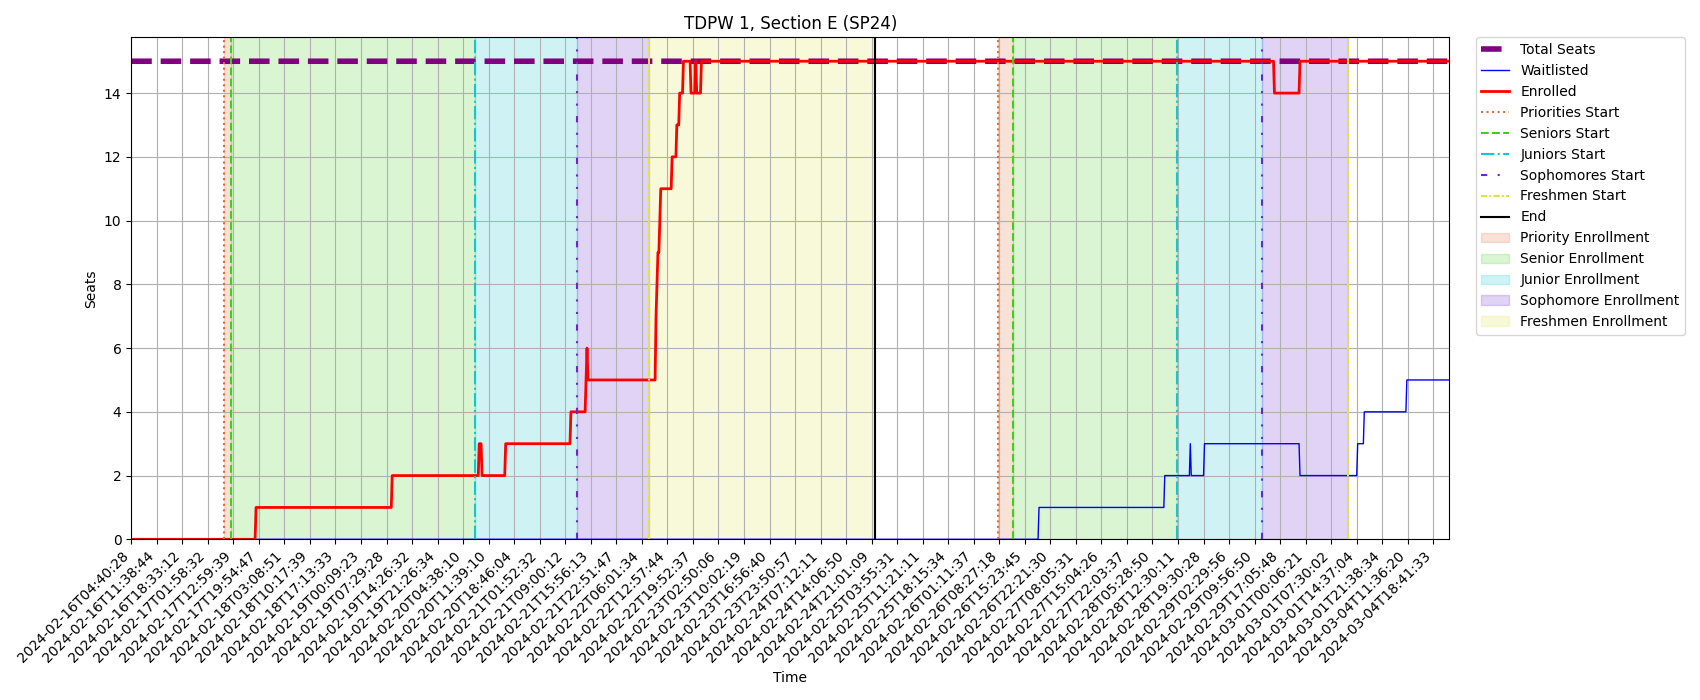 TDPW 1, Section E (SP24)
Total Seats
Waitlisted
Enrolled
Priorities Start
Seniors Start
Juniors Start
Sophomores Start
Freshmen Start
End
Priority Enrollment
Senior Enrollment
Junior Enrollment
Sophomore Enrollment
Freshmen Enrollment
Seats
14
12
10
8
6
4
2
0
2024-02-16T04:40:28
2024-02-16T11:38:44
2024-02-16T18:33:12
2024-02-17T01:58:32
2024-02-17T12:59:39
2024-02-17T19:54:47
2024-02-18T03:08:51
2024-02-18T10:17:39
2024-02-18T17:13:33
2024-02-19T00:09:23
2024-02-19T07:29:28
2024-02-19T14:26:32
2024-02-19T21:26:34
2024-02-20T04:38:10
2024-02-20T11:39:10
2024-02-20T18:46:04
2024-02-21T01:52:32
2024-02-21T09:00:12
2024-02-21T15:56:13
2024-02-21T22:51:47
2024-02-22T06:01:34
2024-02-22T12:57:44
2024-02-22T19:52:37
2024-02-23T02:50:06
2024-02-23T10:02:19
2024-02-23T16:56:40
2024-02-23T23:50:57
2024-02-24T07:12:11
2024-02-24T14:06:50
2024-02-24T21:01:09
2024-02-25T03:55:31
2024-02-25T11:21:11
2024-02-25T18:15:34
2024-02-26T01:11:37
2024-02-26T08:27:18
2024-02-26T15:23:45
2024-02-26T22:21:30
2024-02-27T08:05:31
2024-02-27T15:04:26
2024-02-27T22:03:37
2024-02-28T05:28:50
2024-02-28T12:30:11
2024-02-28T19:30:28
2024-02-29T02:29:56
2024-02-29T09:56:50
2024-02-29T17:05:48
2024-03-01T00:06:21
2024-03-01T07:30:02
2024-03-01T14:37:04
2024-03-01T21:38:34
2024-03-04T11:36:20
2024-03-04T18:41:33
Time